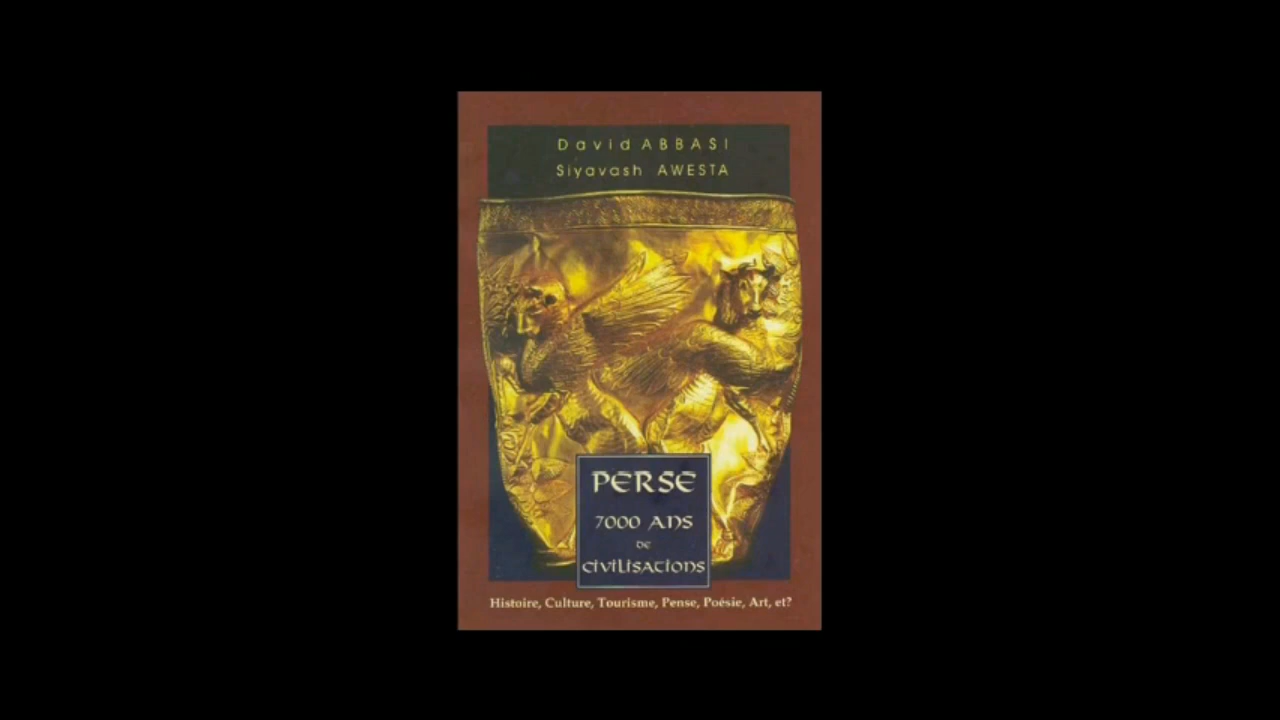 David ABBASI
Siyavash AWESTA
PERSE
7000 ANS
DE
CIVILISATIONS
Histoire, Culture, Tourisme, Pense, Poésie, Art, et?